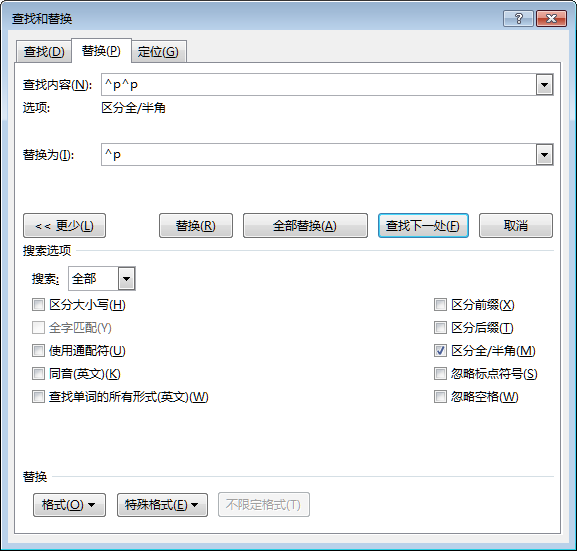 查找和替换
查找(D) 替换(P) 定位(G)
查找内容(N): ^p^p
选项: 区分全/半角
替换为(I): ^p
<< 更少(L) 替换(R) 全部替换(A) 查找下一处(F) 取消
搜索选项
搜索: 全部
区分大小写(H) 区分前缀(X)
全字匹配(Y) 区分后缀(T)
使用通配符(U) 区分全/半角(M)
同音(英文)(K) 忽略标点符号(S)
查找单词的所有形式(英文)(W) 忽略空格(W)
替换
格式(O) 特殊格式(E) 不限定格式(T)